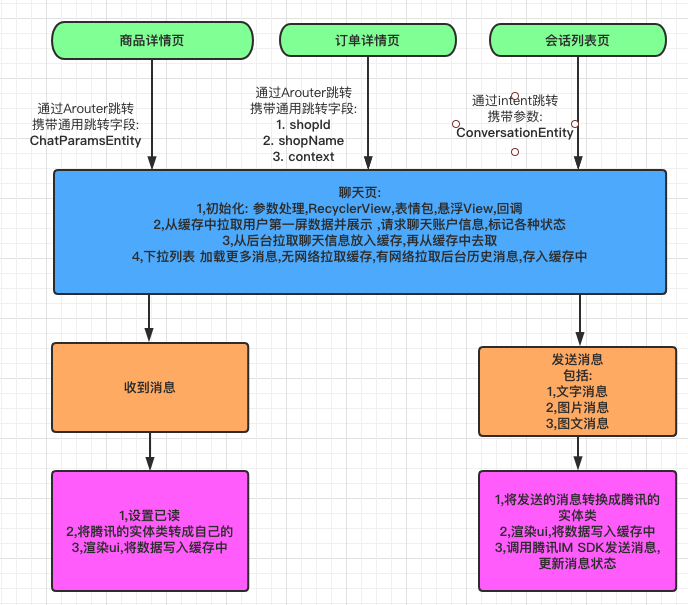 商品详情页
订单详情页
会话列表页
通过Arouter跳转
携带通用跳转字段:
ChatParamsEntity
通过Arouter跳转
携带通用跳转字段:
1. shopId
2. shopName
3. context
通过intent跳转
携带参数:
ConversationEntity
聊天页:
1,初始化: 参数处理,RecyclerView,表情包,悬浮View,回调
2,从缓存中拉取用户第一屏数据并展示 ,请求聊天账户信息,标记各种状态
3,从后台拉取聊天信息放入缓存,再从缓存中去取
4,下拉列表 加载更多消息,无网络拉取缓存,有网络拉取后台历史消息,存入缓存中
收到消息
发送消息
包括:
1,文字消息
2,图片消息
3,图文消息
1,设置已读
2,将腾讯的实体类转成自己的
3,渲染ui,将数据写入缓存中
1,将发送的消息转换成腾讯的
实体类
2,渲染ui,将数据写入缓存中
3,调用腾讯IM SDK发送消息,
更新消息状态